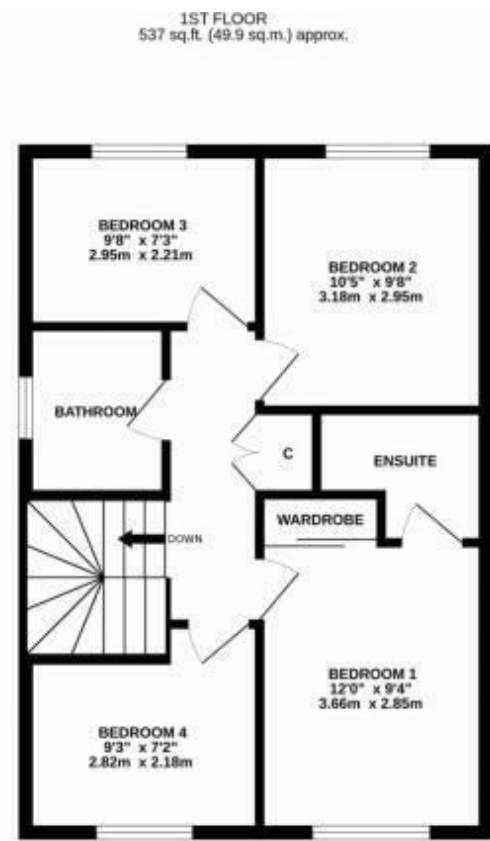 1ST FLOOR
537 sq.ft. (49.9 sq.m.) approx.
BEDROOM 3
9'8" x 7'3"
2.95m x 2.21m
BEDROOM 2
10'5" x 9'8"
3.18m x 2.95m
BATHROOM
C
ENSUITE
WARDROBE
DOWN
BEDROOM 1
12'0" x 9'4"
3.66m x 2.85m
BEDROOM 4
9'3" x 7'2"
2.82m x 2.18m